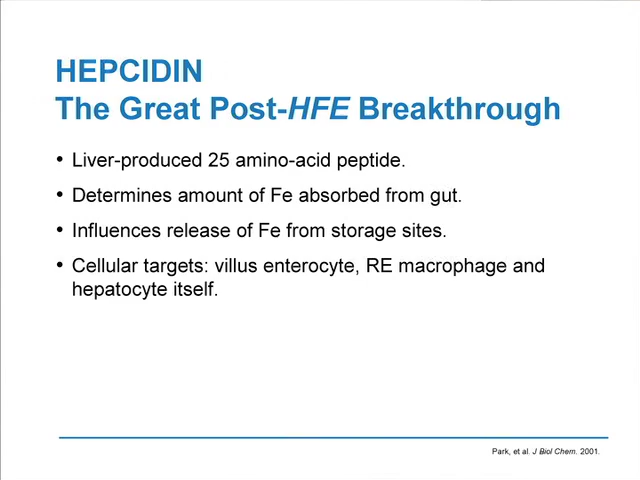 HEPCIDIN
The Great Post-HFE Breakthrough
• Liver-produced 25 amino-acid peptide.
• Determines amount of Fe absorbed from gut.
• Influences release of Fe from storage sites.
• Cellular targets: villus enterocyte, RE macrophage and
hepatocyte itself.
Park, et al. J Biol Chem. 2001.